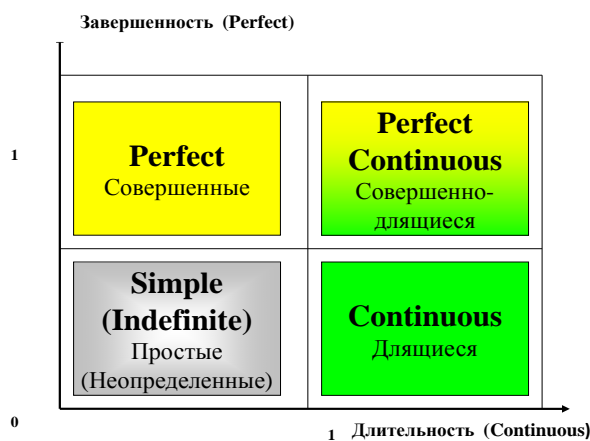 Завершенность (Perfect)
1
Perfect
Совершенные
Perfect
Continuous
Совершенно-
длящиеся
Simple
(Indefinite)
Простые
(Неопределенные)
Continuous
Длящиеся
0
1 Длительность (Continuous)